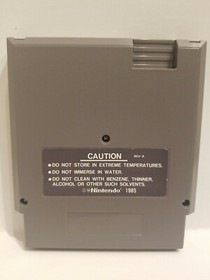 CAUTION REV-A
●DO NOT STORE IN EXTREME TEMPERATURES.
●DO NOT IMMERSE IN WATER.
●DO NOT CLEAN WITH BENZENE, THINNER,
ALCOHOL OR OTHER SUCH SOLVENTS.
©®Nintendo® 1985